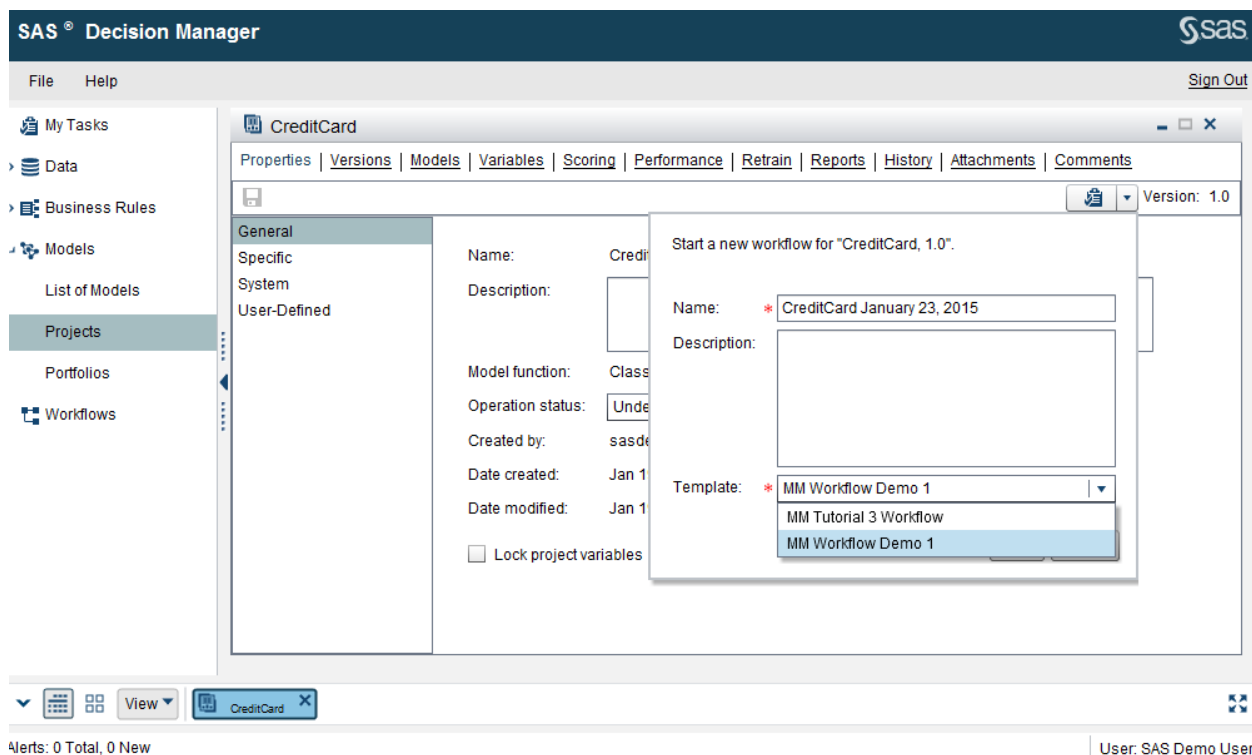 SAS ® Decision Manager
sas
File Help Sign Out
My Tasks
Data
Business Rules
Models
List of Models
Projects
Portfolios
Workflows
CreditCard
Properties | Versions | Models | Variables | Scoring | Performance | Retrain | Reports | History | Attachments | Comments
Version: 1.0
General
Specific
System
User-Defined
Name: Credi
Description:
Model function: Class
Operation status: Unde
Created by: sasde
Date created: Jan 1
Date modified: Jan 1
Lock project variables
Start a new workflow for "CreditCard, 1.0".
Name: * CreditCard January 23, 2015
Description:
Template: * MM Workflow Demo 1
MM Tutorial 3 Workflow
MM Workflow Demo 1
View CreditCard
Alerts: 0 Total, 0 New
User: SAS Demo User